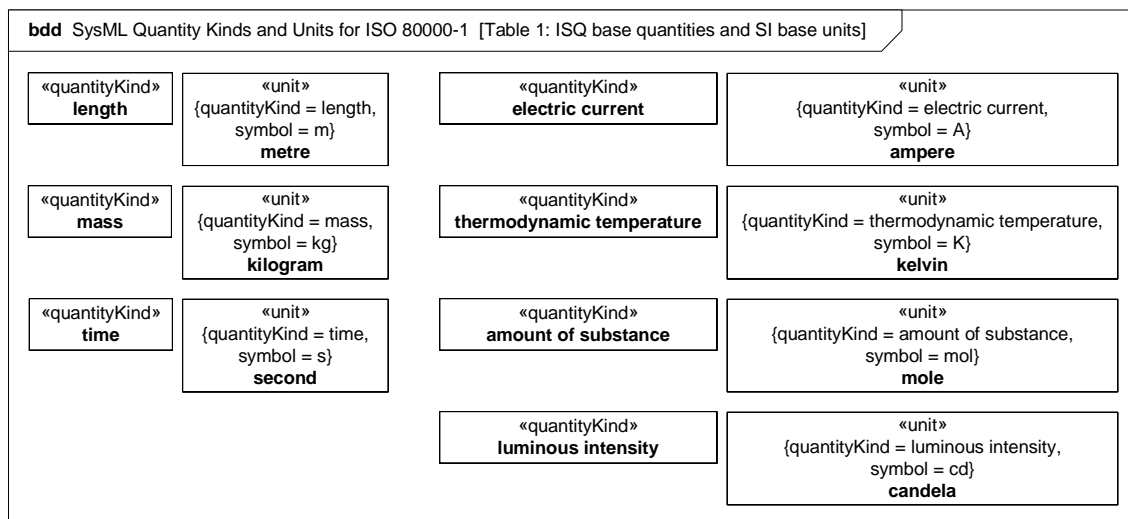 bdd SysML Quantity Kinds and Units for ISO 80000-1 [Table 1: ISQ base quantities and SI base units]
«quantityKind»
length
«unit»
{quantityKind = length,
symbol = m}
metre
«quantityKind»
electric current
«unit»
{quantityKind = electric current,
symbol = A}
ampere
«quantityKind»
mass
«unit»
{quantityKind = mass,
symbol = kg}
kilogram
«quantityKind»
thermodynamic temperature
«unit»
{quantityKind = thermodynamic temperature,
symbol = K}
kelvin
«quantityKind»
time
«unit»
{quantityKind = time,
symbol = s}
second
«quantityKind»
amount of substance
«unit»
{quantityKind = amount of substance,
symbol = mol}
mole
«quantityKind»
luminous intensity
«unit»
{quantityKind = luminous intensity,
symbol = cd}
candela